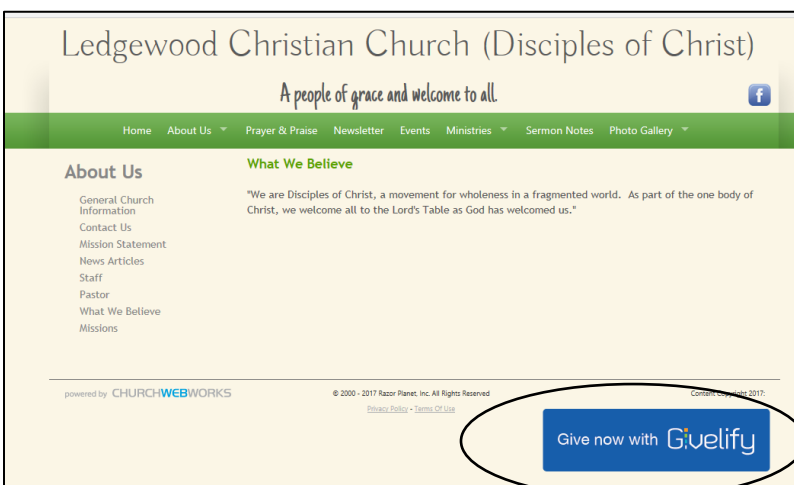 Ledgewood Christian Church (Disciples of Christ)
A people of grace and welcome to all.
f
Home About Us Prayer & Praise Newsletter Events Ministries Sermon Notes Photo Gallery
About Us
General Church
Information
Contact Us
Mission Statement
News Articles
Staff
Pastor
What We Believe
Missions
What We Believe
"We are Disciples of Christ, a movement for wholeness in a fragmented world. As part of the one body of
Christ, we welcome all to the Lord's Table as God has welcomed us."
powered by CHURCHWEBWORKS
© 2000 - 2017 Razor Planet, Inc. All Rights Reserved
Privacy Policy - Terms Of Use
Content Copyright 2017:
Give now with Givelify